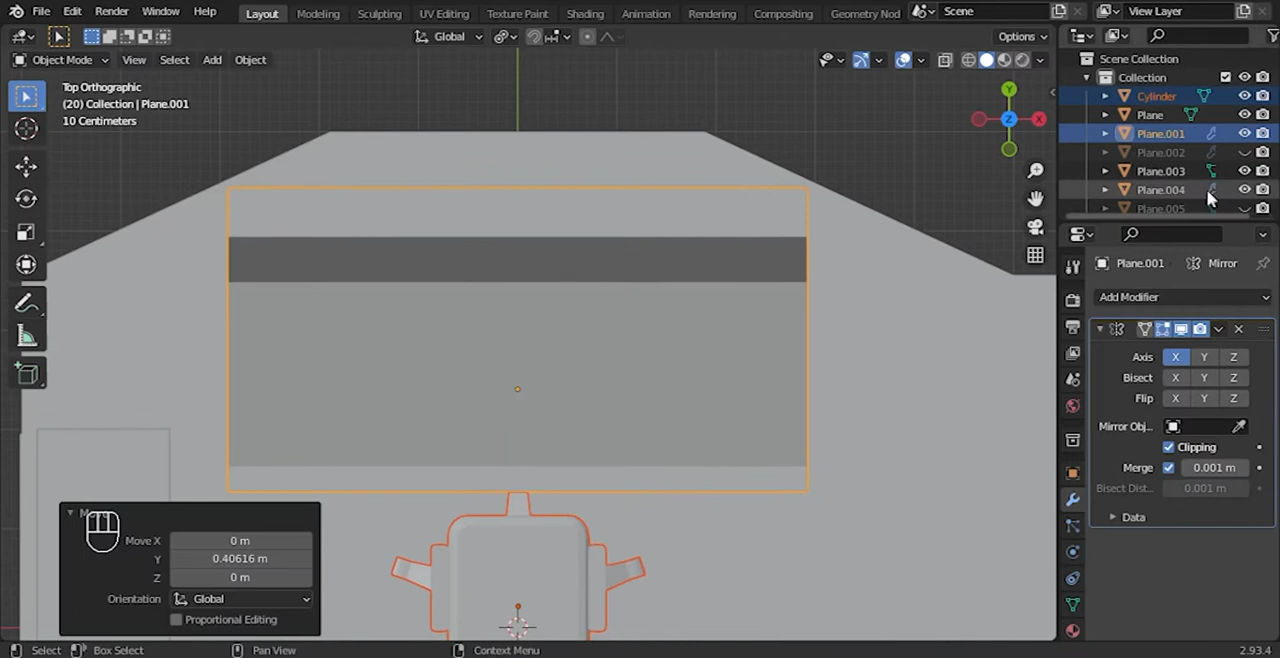 File Edit Render Window Help Layout Modeling Sculpting UV Editing Texture Paint Shading Animation Rendering Compositing Geometry Nod Scene View Layer
Global Options
Object Mode View Select Add Object
Top Orthographic
(20) Collection | Plane.001
10 Centimeters
Y
X
Z
Scene Collection
Collection
Cylinder
Plane
Plane.001
Plane.002
Plane.003
Plane.004
Plane.005
Plane.001 Mirror
Add Modifier
Axis X Y Z
Bisect X Y Z
Flip X Y Z
Mirror Obj...
Clipping
Merge 0.001 m
Bisect Dist... 0.001 m
Data
Move X 0 m
Y 0.40616 m
Z 0 m
Orientation Global
Proportional Editing
Select Box Select Pan View Context Menu 2.93.4